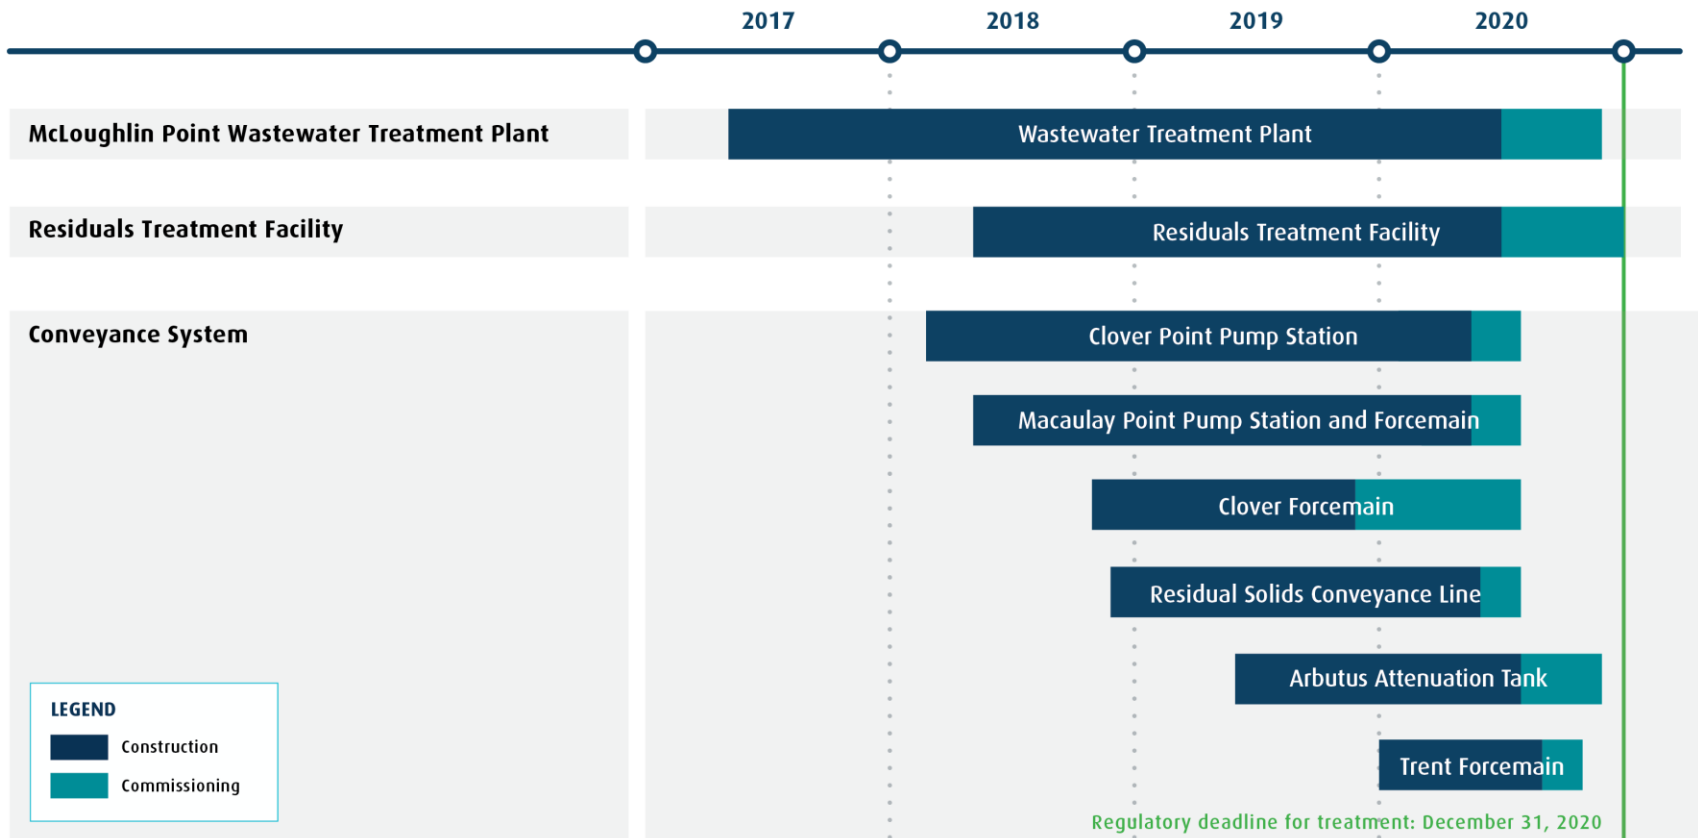 2017 2018 2019 2020
McLoughlin Point Wastewater Treatment Plant
Wastewater Treatment Plant
Residuals Treatment Facility
Residuals Treatment Facility
Conveyance System
Clover Point Pump Station
Macaulay Point Pump Station and Forcemain
Clover Forcemain
Residual Solids Conveyance Line
Arbutus Attenuation Tank
Trent Forcemain
LEGEND
Construction
Commissioning
Regulatory deadline for treatment: December 31, 2020